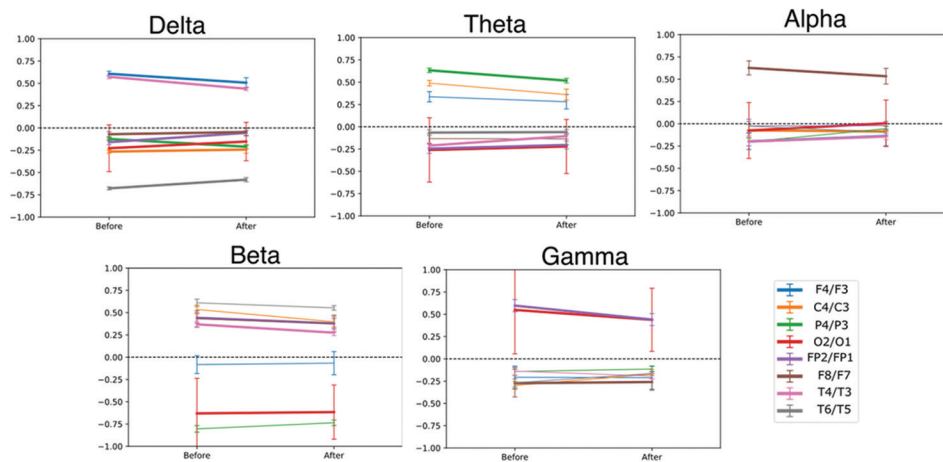 Delta
1.00
0.75
0.50
0.25
0.00
−0.25
−0.50
−0.75
−1.00
Before
After
Theta
1.00
0.75
0.50
0.25
0.00
−0.25
−0.50
−0.75
−1.00
Before
After
Alpha
1.00
0.75
0.50
0.25
0.00
−0.25
−0.50
−0.75
−1.00
Before
After
Beta
1.00
0.75
0.50
0.25
0.00
−0.25
−0.50
−0.75
−1.00
Before
After
Gamma
1.00
0.75
0.50
0.25
0.00
−0.25
−0.50
−0.75
−1.00
Before
After
F4/F3
C4/C3
P4/P3
O2/O1
FP2/FP1
F8/F7
T4/T3
T6/T5